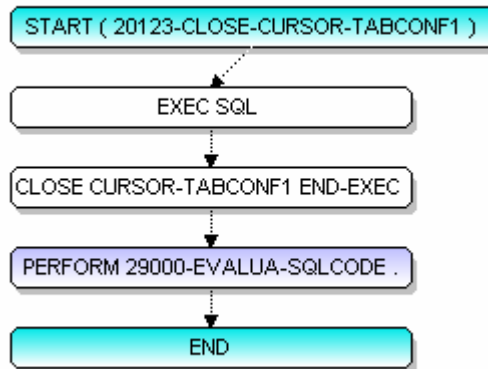 START ( 20123-CLOSE-CURSOR-TABCONF1 )
EXEC SQL
CLOSE CURSOR-TABCONF1 END-EXEC
PERFORM 29000-EVALUA-SQLCODE .
END